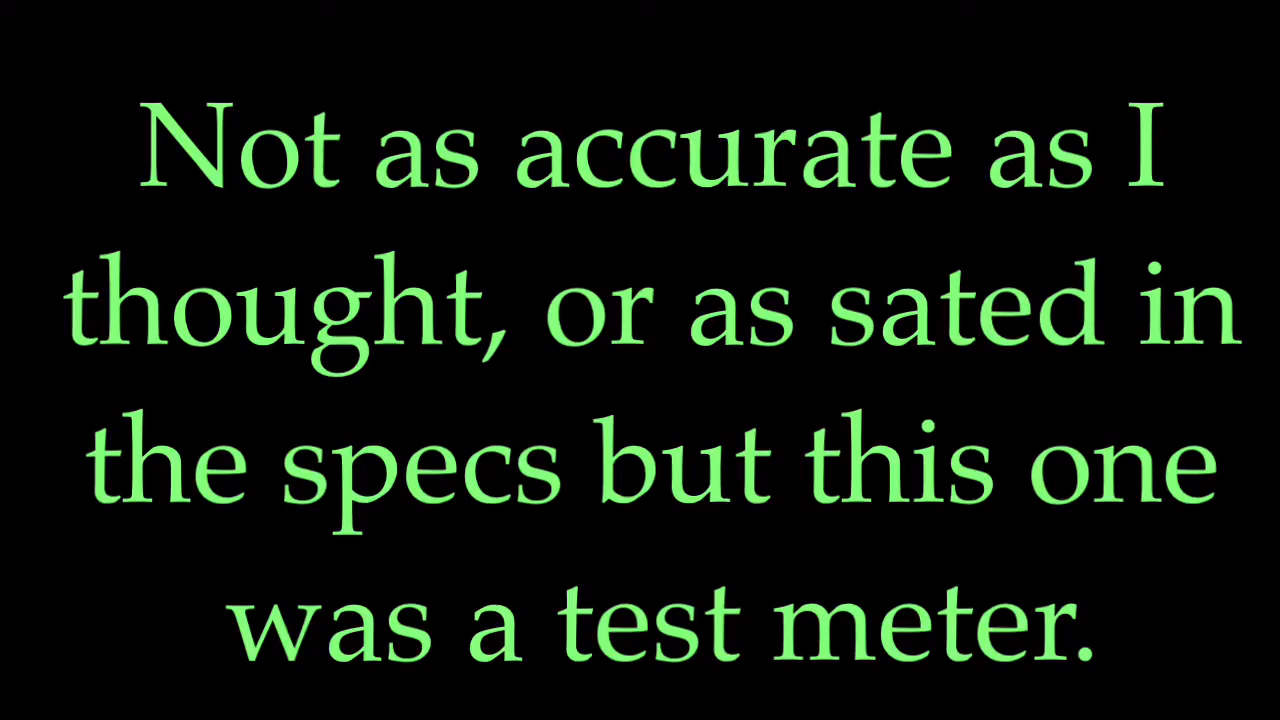 Not as accurate as I
thought, or as sated in
the specs but this one
was a test meter.